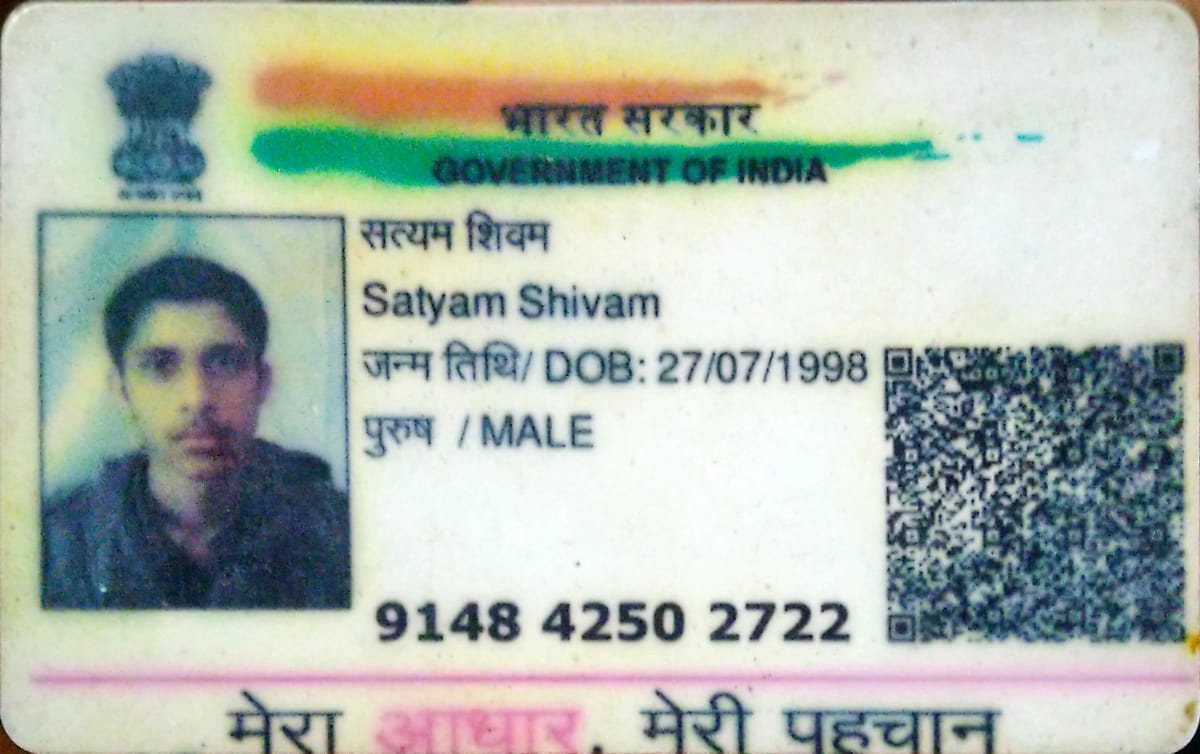 भारत सरकार
GOVERNMENT OF INDIA
सत्यम शिवम
Satyam Shivam
जन्म तिथि/ DOB: 27/07/1998
पुरुष / MALE
9148 4250 2722
मेरा आधार, मेरी पहचान